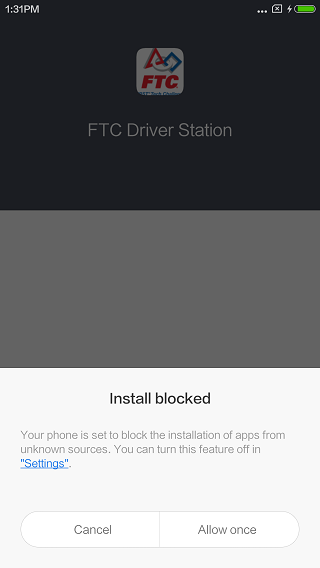 1:31PM
FTC
FTC Driver Station
Install blocked
Your phone is set to block the installation of apps from
unknown sources. You can turn this feature off in
"Settings".
Cancel
Allow once